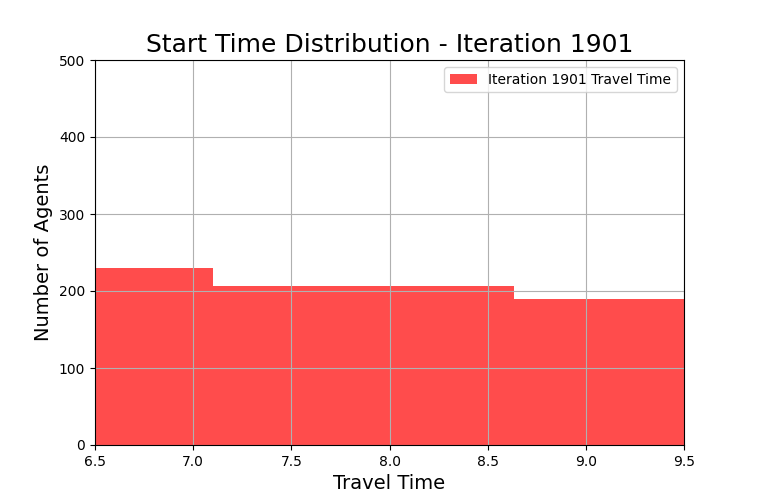 Start Time Distribution - Iteration 1901
Iteration 1901 Travel Time
Number of Agents
500
400
300
200
100
0
6.5 7.0 7.5 8.0 8.5 9.0 9.5
Travel Time